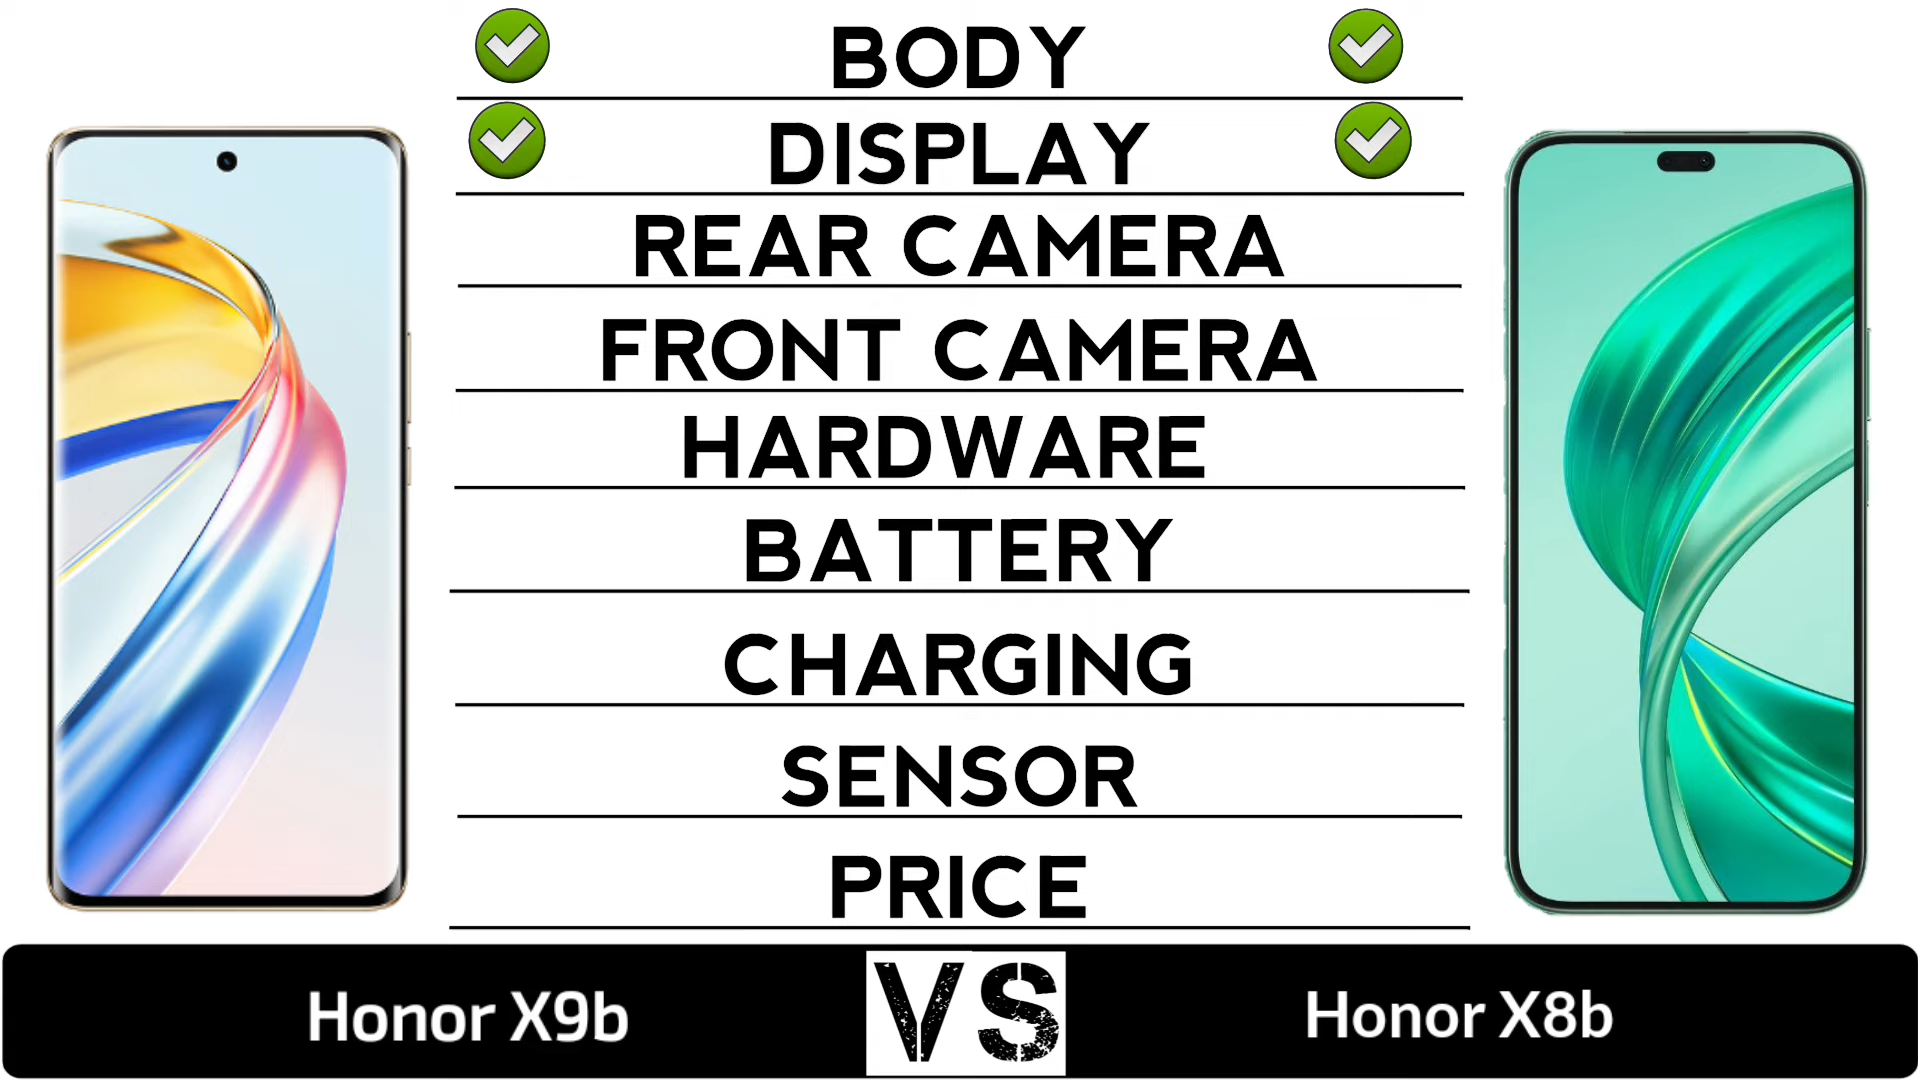 BODY
DISPLAY
REAR CAMERA
FRONT CAMERA
HARDWARE
BATTERY
CHARGING
SENSOR
PRICE
Honor X9b
VS
Honor X8b